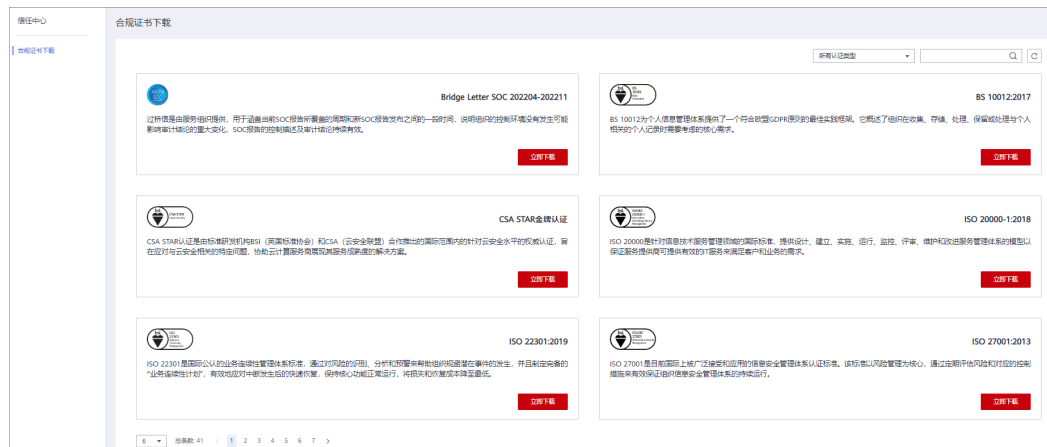 信任中心
合规证书下载
合规证书下载
所有认证类型
Bridge Letter SOC 202204-202211
过桥信是由服务组织提供，用于涵盖当前SOC报告所覆盖的周期和新SOC报告发布之间的一段时间，说明组织的控制环境没有发生可能
影响审计结论的重大变化，SOC报告的控制描述及审计结论持续有效。
立即下载
BS 10012:2017
BS 10012为个人信息管理体系提供了一个符合欧盟GDPR原则的最佳实践框架。它概述了组织在收集、存储、处理、保留或处理与个人
相关的个人记录时需要考虑的核心需求。
立即下载
CSA STAR金牌认证
CSA STAR认证是由标准研发机构BSI（英国标准协会）和CSA（云安全联盟）合作推出的国际范围内的针对云安全水平的权威认证，旨
在应对与云安全相关的特定问题，协助云计算服务商展现其服务成熟度的解决方案。
立即下载
ISO 20000-1:2018
ISO 20000是针对信息技术服务管理领域的国际标准，提供设计、建立、实施、运行、监控、评审、维护和改进服务管理体系的模型以
保证服务提供商可提供有效的IT服务来满足客户和业务的需求。
立即下载
ISO 22301:2019
ISO 22301是国际公认的业务连续性管理体系标准，通过对风险的识别、分析和预警来帮助组织规避潜在事件的发生，并且制定完备的
“业务连续性计划”，有效地应对中断发生后的快速恢复，保持核心功能正常运行，将损失和恢复成本降至最低。
立即下载
ISO 27001:2013
ISO 27001是目前国际上被广泛接受和应用的信息安全管理体系认证标准。该标准以风险管理为核心，通过定期评估风险和对应的控制
措施来有效保证组织信息安全管理体系的持续运行。
立即下载
6 总条数: 41 < 1 2 3 4 5 6 7 >